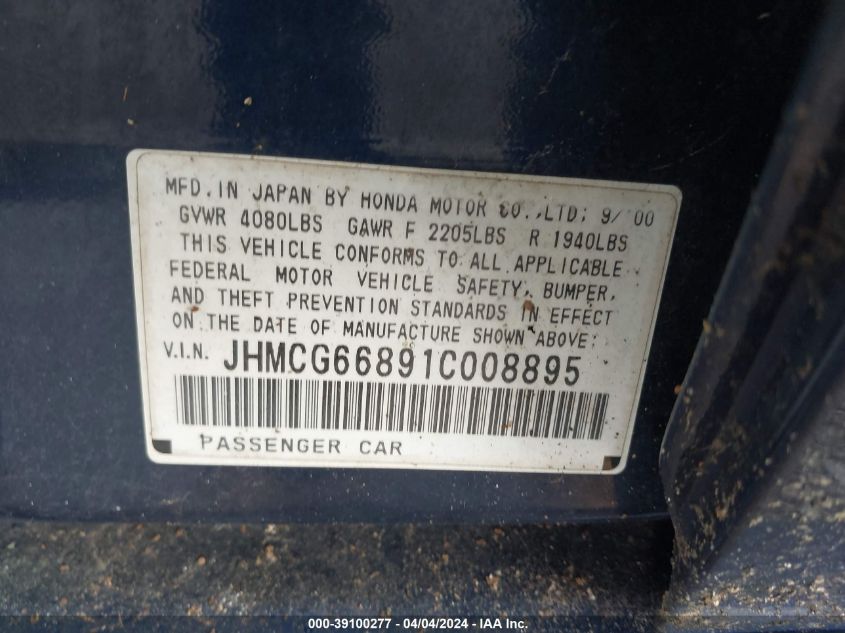 MFD. IN JAPAN BY HONDA MOTOR CO.,LTD; 9/ 00
GVWR 4080LBS GAWR F 2205LBS R 1940LBS
THIS VEHICLE CONFORMS TO ALL APPLICABLE
FEDERAL MOTOR VEHICLE SAFETY, BUMPER,
AND THEFT PREVENTION STANDARDS IN EFFECT
ON THE DATE OF MANUFACTURE SHOWN ABOVE;
V.I.N. JHMCG66891C008895
PASSENGER CAR
000-39100277 - 04/04/2024 - IAA Inc.